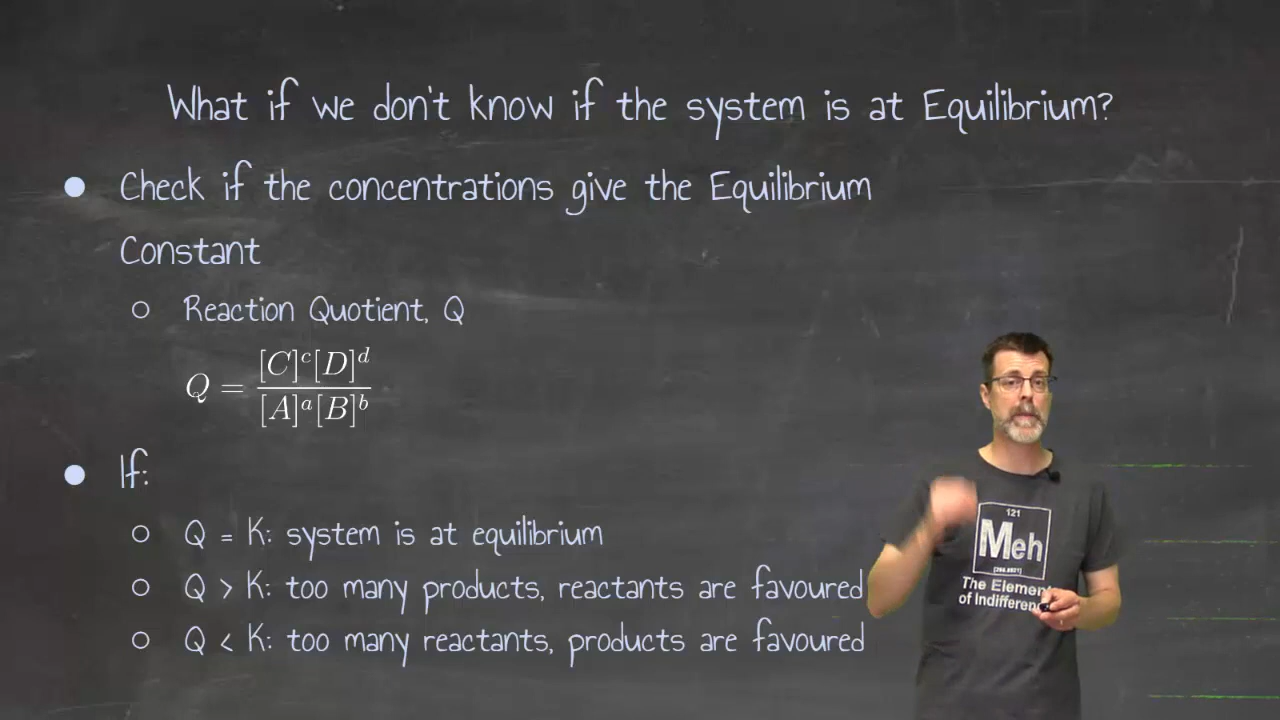 What if we don't know if the system is at Equilibrium?
● Check if the concentrations give the Equilibrium
Constant
○ Reaction Quotient, Q
Q = [C]^c[D]^d / [A]^a[B]^b
● If:
○ Q = K: system is at equilibrium
○ Q > K: too many products, reactants are favoured
○ Q < K: too many reactants, products are favoured
121
Meh
The Element
of Indifference